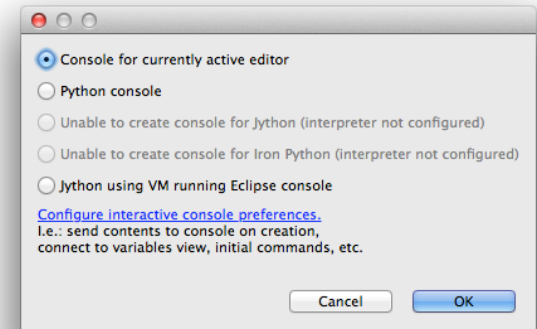 Console for currently active editor
Python console
Unable to create console for Jython (interpreter not configured)
Unable to create console for Iron Python (interpreter not configured)
Jython using VM running Eclipse console
Configure interactive console preferences.
I.e.: send contents to console on creation,
connect to variables view, initial commands, etc.
Cancel OK